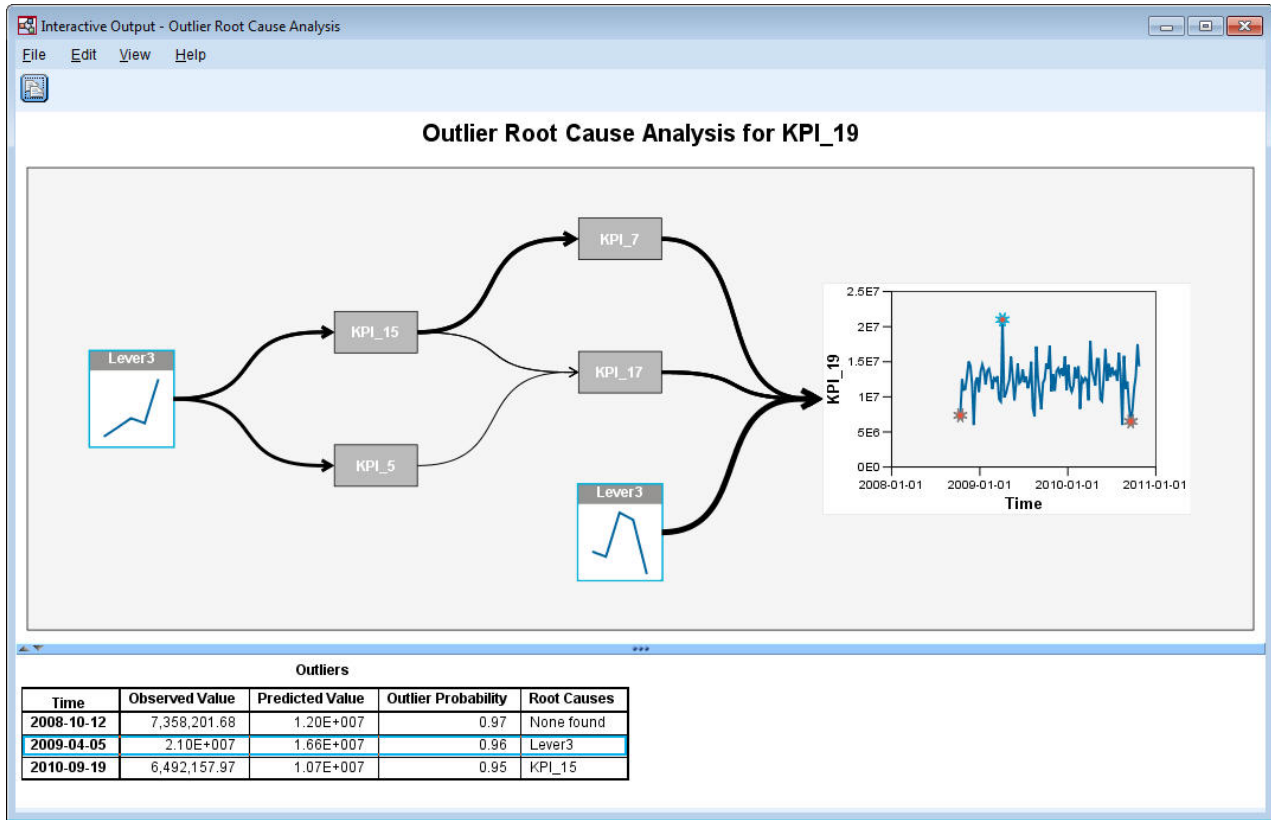 Interactive Output - Outlier Root Cause Analysis
File Edit View Help
Outlier Root Cause Analysis for KPI_19
KPI_7
KPI_15
Lever3
KPI_17
KPI_5
Lever3
KPI_19
2.5E7
2E7
1.5E7
1E7
5E6
0E0
2008-01-01 2009-01-01 2010-01-01 2011-01-01
Time
Outliers
Time Observed Value Predicted Value Outlier Probability Root Causes
2008-10-12 7,358,201.68 1.20E+007 0.97 None found
2009-04-05 2.10E+007 1.66E+007 0.96 Lever3
2010-09-19 6,492,157.97 1.07E+007 0.95 KPI_15